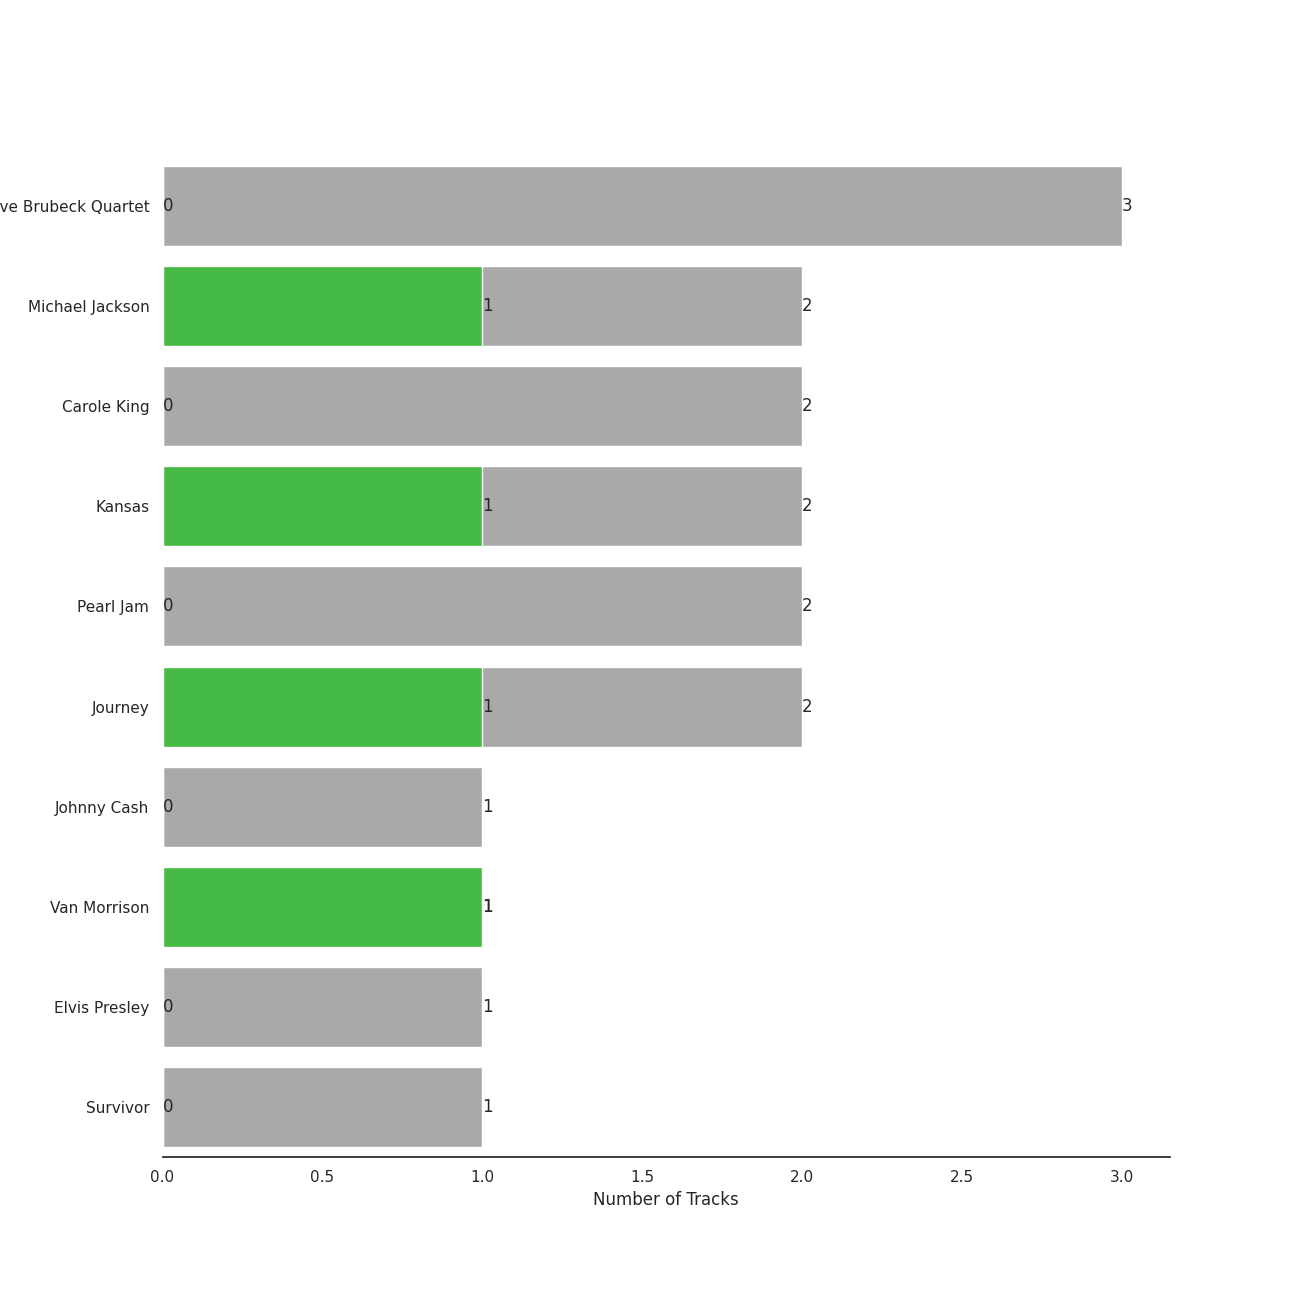 ve Brubeck Quartet 0 3
Michael Jackson 1 2
Carole King 0 2
Kansas 1 2
Pearl Jam 0 2
Journey 1 2
Johnny Cash 0 1
Van Morrison 1
Elvis Presley 0 1
Survivor 0 1
0.0 0.5 1.0 1.5 2.0 2.5 3.0
Number of Tracks